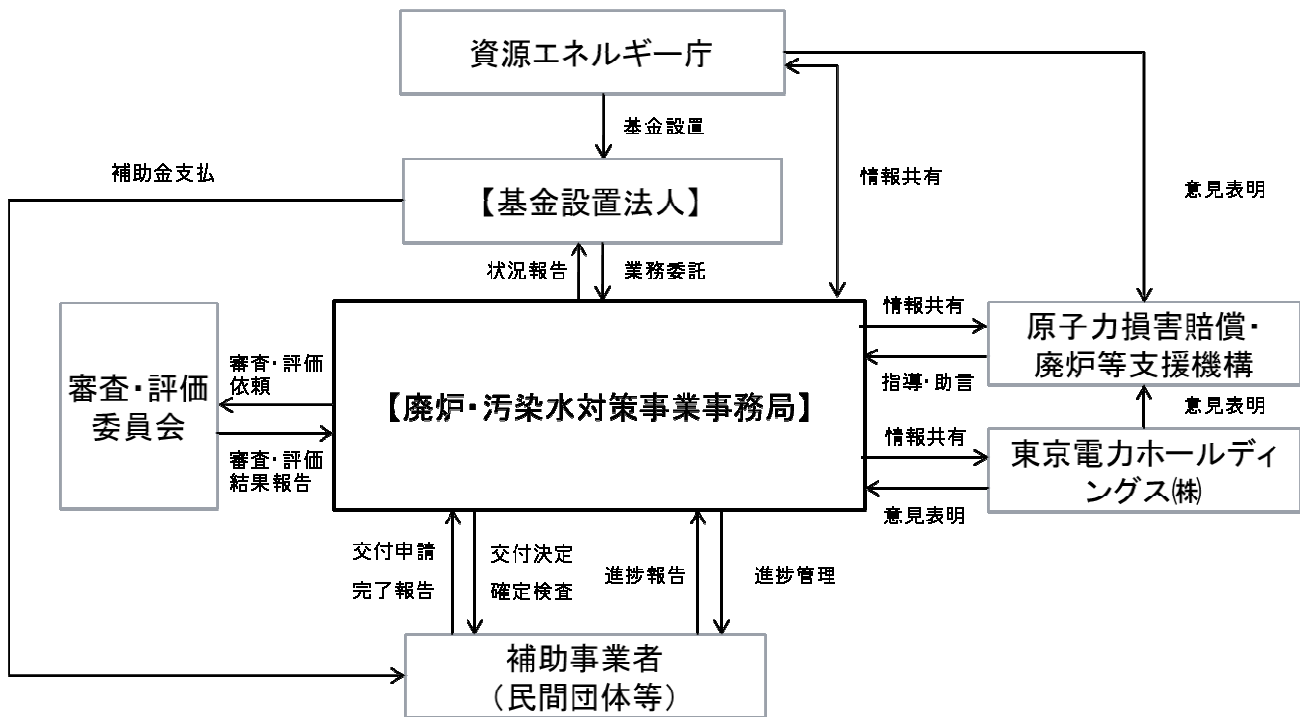 資源エネルギー庁
基金設置
補助金支払
情報共有
意見表明
【基金設置法人】
状況報告
業務委託
審査・評価
委員会
審査・評価
依頼
審査・評価
結果報告
【廃炉・汚染水対策事業事務局】
情報共有
指導・助言
原子力損害賠償・
廃炉等支援機構
意見表明
情報共有
意見表明
東京電力ホールディ
ングス㈱
交付申請
完了報告
交付決定
確定検査
進捗報告
進捗管理
補助事業者
（民間団体等）